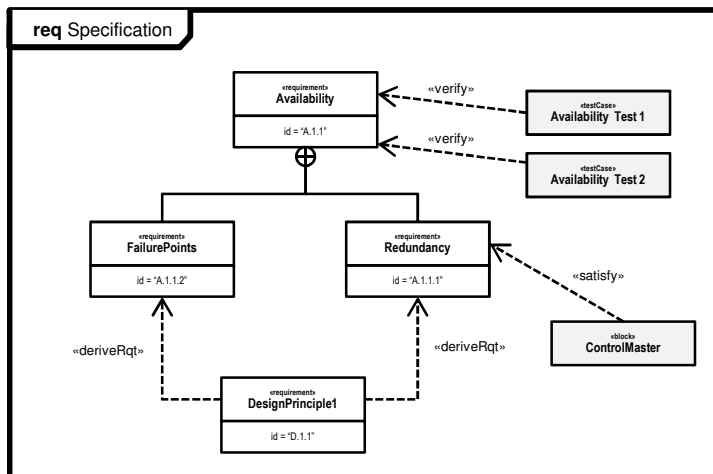 req Specification
«requirement»
Availability
id = “A.1.1”
«verify»
«testCase»
Availability Test 1
«verify»
«testCase»
Availability Test 2
«requirement»
FailurePoints
id = “A.1.1.2”
«requirement»
Redundancy
id = “A.1.1.1”
«satisfy»
«block»
ControlMaster
«deriveRqt»
«deriveRqt»
«requirement»
DesignPrinciple1
id = “D.1.1”